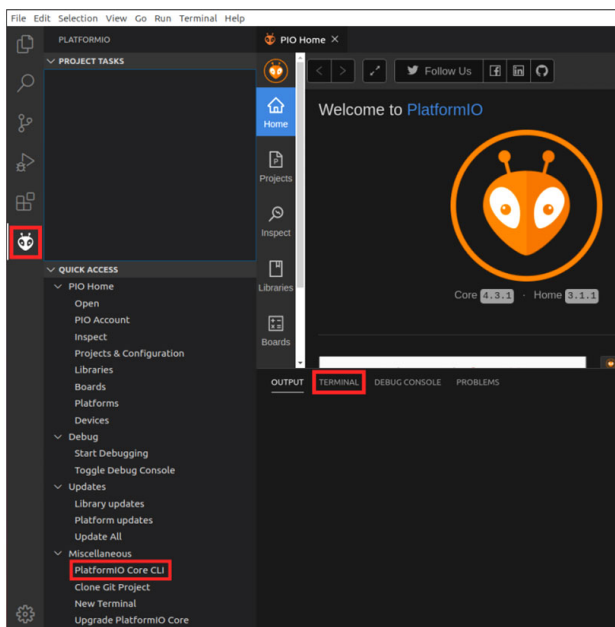 File Edit Selection View Go Run Terminal Help
PLATFORMIO
PROJECT TASKS
QUICK ACCESS
PIO Home
Open
PIO Account
Inspect
Projects & Configuration
Libraries
Boards
Platforms
Devices
Debug
Start Debugging
Toggle Debug Console
Updates
Library updates
Platform updates
Update All
Miscellaneous
PlatformIO Core CLI
Clone Git Project
New Terminal
Upgrade PlatformIO Core
PIO Home
Follow Us
Home
Projects
Inspect
Libraries
Boards
Welcome to PlatformIO
Core 4.3.1 · Home 3.1.1
OUTPUT TERMINAL DEBUG CONSOLE PROBLEMS